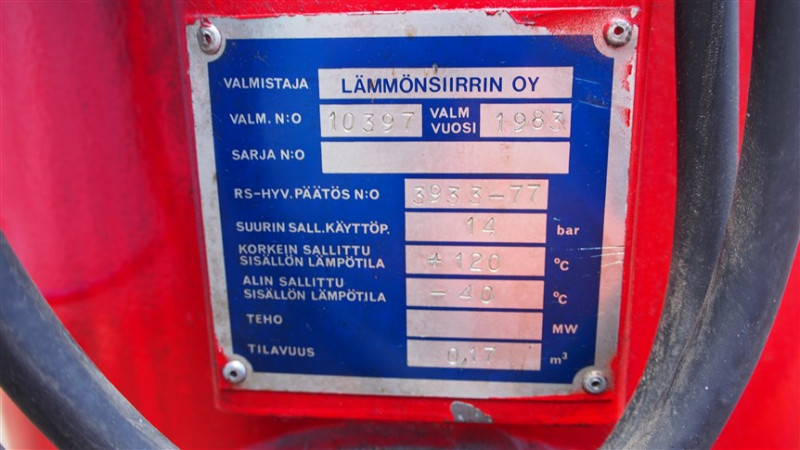 VALMISTAJA LÄMMÖNSIIRRIN OY
VALM. N:O 10397 VALM VUOSI 1983
SARJA N:O
RS-HYV. PÄÄTÖS N:O 3933-77
SUURIN SALL. KÄYTTÖP. 14 bar
KORKEIN SALLITTU
SISÄLLÖN LÄMPÖTILA +120 °C
ALIN SALLITTU
SISÄLLÖN LÄMPÖTILA -40 °C
TEHO MW
TILAVUUS 0,17 m³